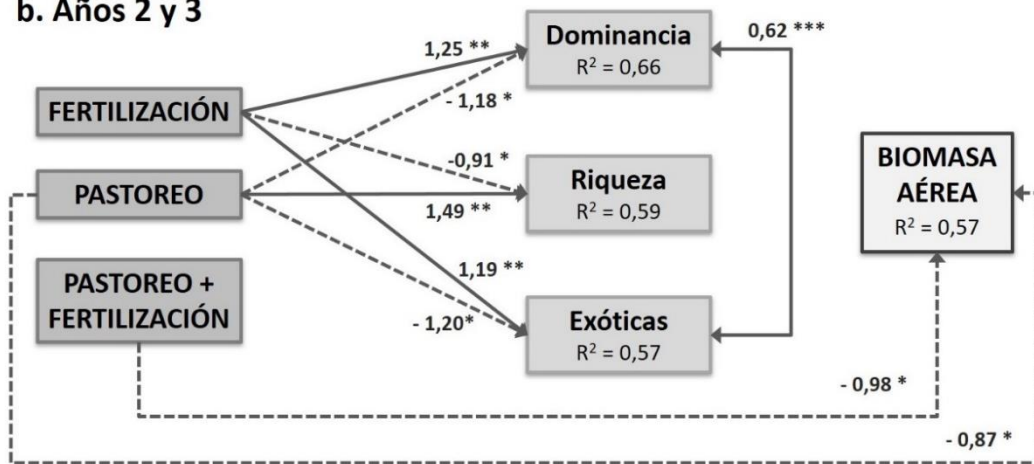 b. Años 2 y 3
FERTILIZACIÓN
PASTOREO
PASTOREO +
FERTILIZACIÓN
1,25 **
- 1,18 *
-0,91 *
1,49 **
1,19 **
- 1,20*
Dominancia
R² = 0,66
Riqueza
R² = 0,59
Exóticas
R² = 0,57
0,62 ***
BIOMASA
AÉREA
R² = 0,57
- 0,98 *
- 0,87 *